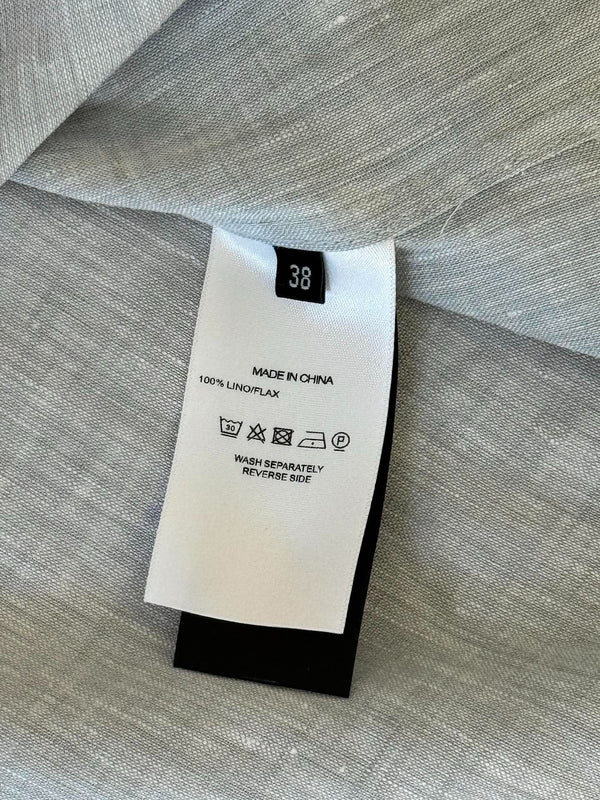 38
MADE IN CHINA
100% LINO/FLAX
30 P
WASH SEPARATELY
REVERSE SIDE